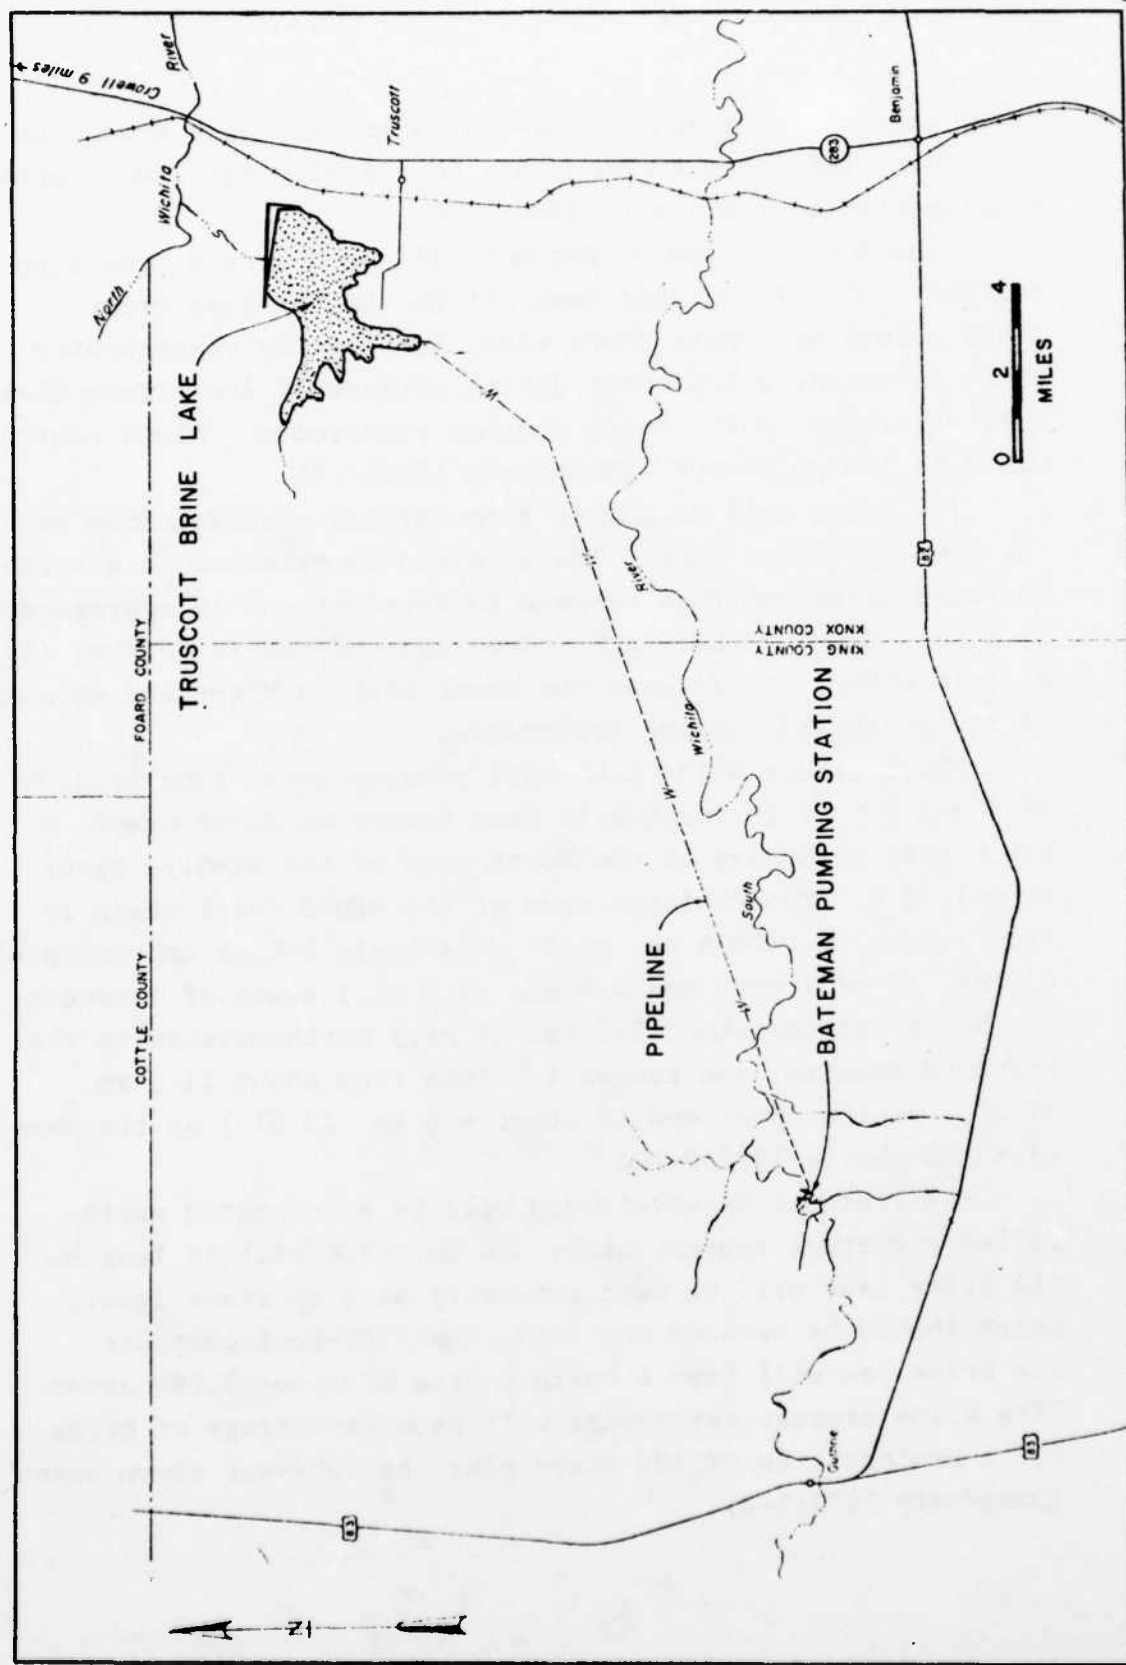 Crowell 9 miles
River
Wichita
North
Truscott
TRUSCOTT BRINE LAKE
FOARD COUNTY
COTTLE COUNTY
283
Benjamin
0 2 4
MILES
W
W
River
KNOX COUNTY
KING COUNTY
Wichita
W
South
W
PIPELINE
BATEMAN PUMPING STATION
82
Guthrie
83
83
N